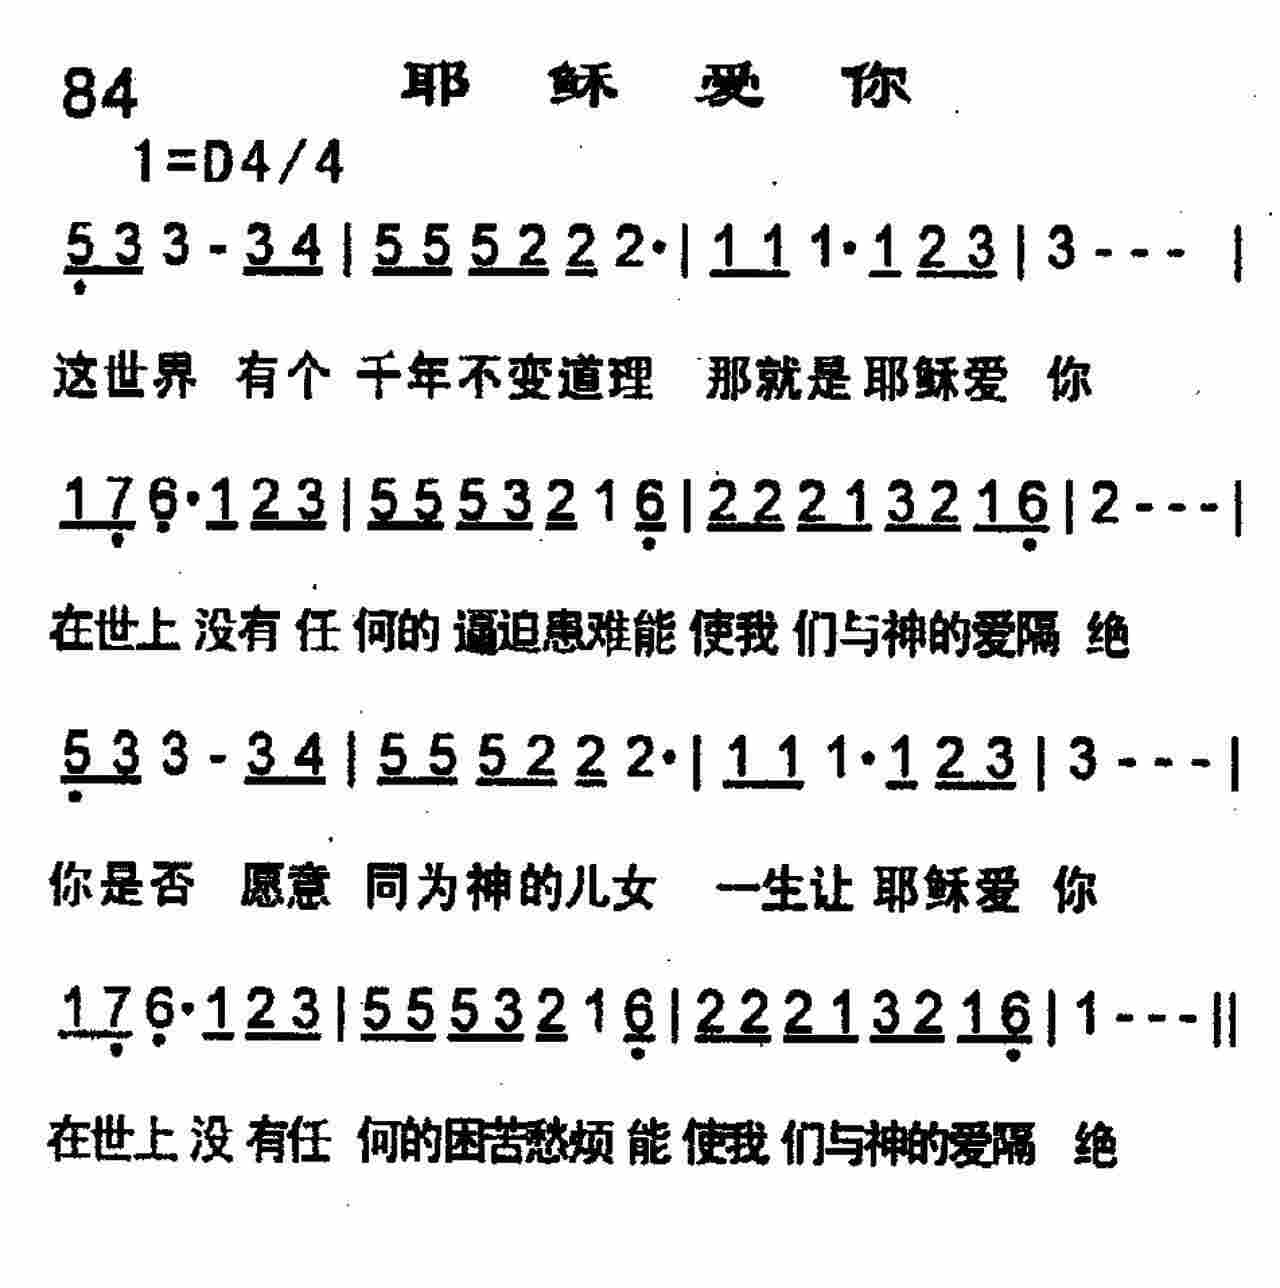 84 耶稣爱你
1=D4/4
5 3 3 - 3 4 | 5 5 5 2 2 2· | 1 1 1· 1 2 3 | 3 - - - |
这世界 有个 千年不变道理 那就是耶稣爱 你
1 7 6· 1 2 3 | 5 5 5 3 2 1 6 | 2 2 2 1 3 2 1 6 | 2 - - - |
在世上 没有 任 何的 逼迫患难能 使我 们与神的爱隔 绝
5 3 3 - 3 4 | 5 5 5 2 2 2· | 1 1 1· 1 2 3 | 3 - - - |
你是否 愿意 同为神的儿女 一生让 耶稣爱 你
1 7 6· 1 2 3 | 5 5 5 3 2 1 6 | 2 2 2 1 3 2 1 6 | 1 - - - ||
在世上 没 有任 何的困苦愁烦 能 使我 们与神的爱隔 绝